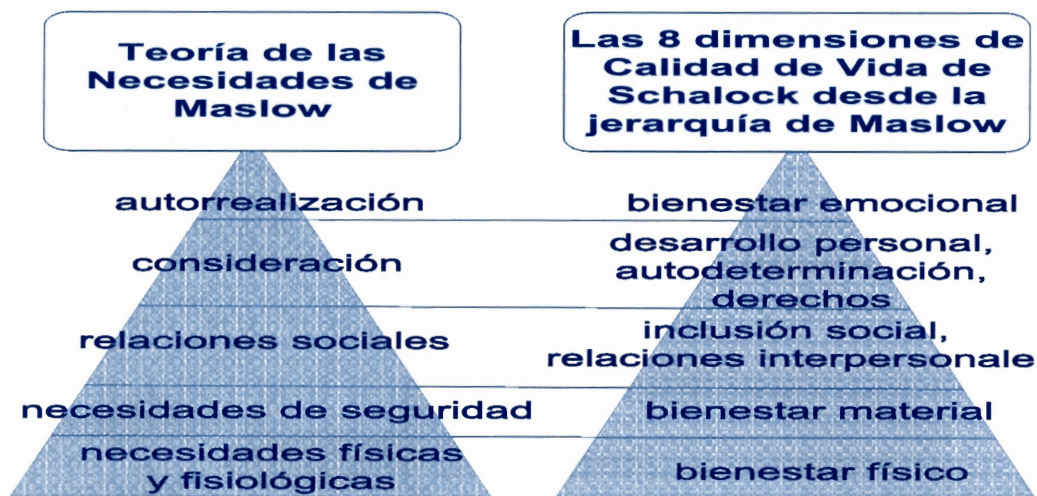 Teoría de las
Necesidades de
Maslow
Las 8 dimensiones de
Calidad de Vida de
Schalock desde la
jerarquía de Maslow
autorrealización
bienestar emocional
consideración
desarrollo personal,
autodeterminación,
derechos
relaciones sociales
inclusión social,
relaciones interpersonale
necesidades de seguridad
bienestar material
necesidades físicas
y fisiológicas
bienestar físico